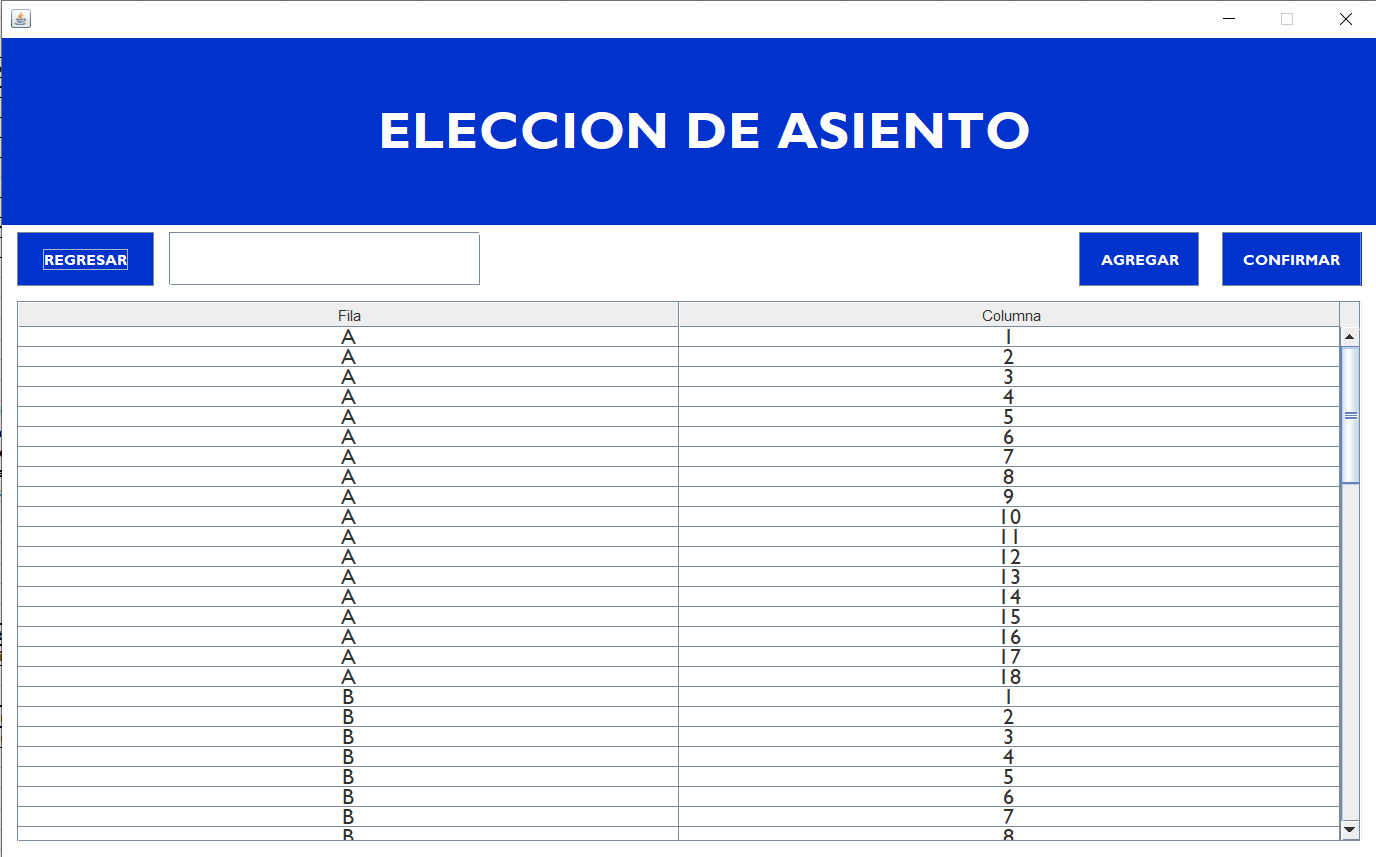 ELECCION DE ASIENTO
REGRESAR AGREGAR CONFIRMAR
Fila Columna
A 1
A 2
A 3
A 4
A 5
A 6
A 7
A 8
A 9
A 10
A 11
A 12
A 13
A 14
A 15
A 16
A 17
A 18
B 1
B 2
B 3
B 4
B 5
B 6
B 7
B 8